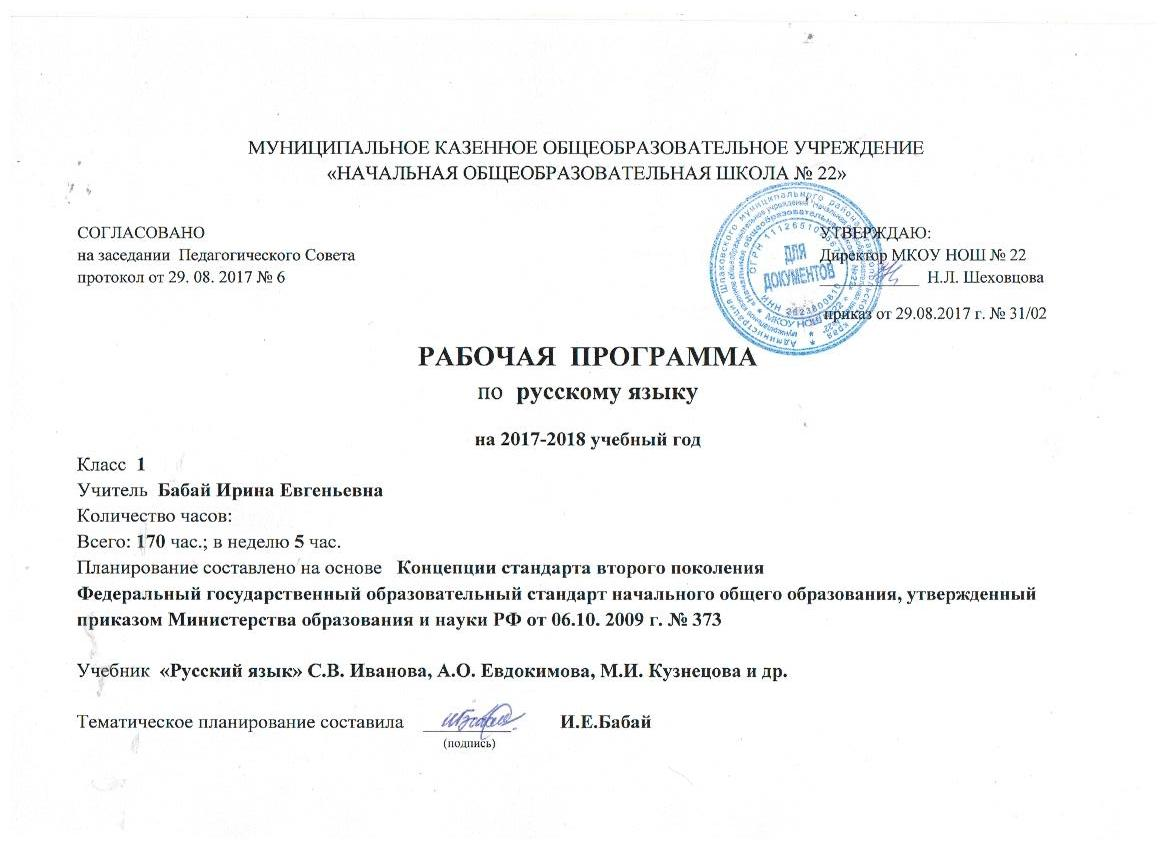 МУНИЦИПАЛЬНОЕ КАЗЕННОЕ ОБЩЕОБРАЗОВАТЕЛЬНОЕ УЧРЕЖДЕНИЕ
«НАЧАЛЬНАЯ ОБЩЕОБРАЗОВАТЕЛЬНАЯ ШКОЛА № 22»
СОГЛАСОВАНО
на заседании Педагогического Совета
протокол от 29. 08. 2017 № 6
УТВЕРЖДАЮ:
Директор МКОУ НОШ № 22
Н.Л. Шеховцова
приказ от 29.08.2017 г. № 31/02
ДЛЯ
ДОКУМЕНТОВ
РАБОЧАЯ ПРОГРАММА
по русскому языку
на 2017-2018 учебный год
Класс 1
Учитель Бабай Ирина Евгеньевна
Количество часов:
Всего: 170 час.; в неделю 5 час.
Планирование составлено на основе Концепции стандарта второго поколения
Федеральный государственный образовательный стандарт начального общего образования, утвержденный
приказом Министерства образования и науки РФ от 06.10. 2009 г. № 373
Учебник «Русский язык» С.В. Иванова, А.О. Евдокимова, М.И. Кузнецова и др.
Тематическое планирование составила И.Е.Бабай
(подпись)